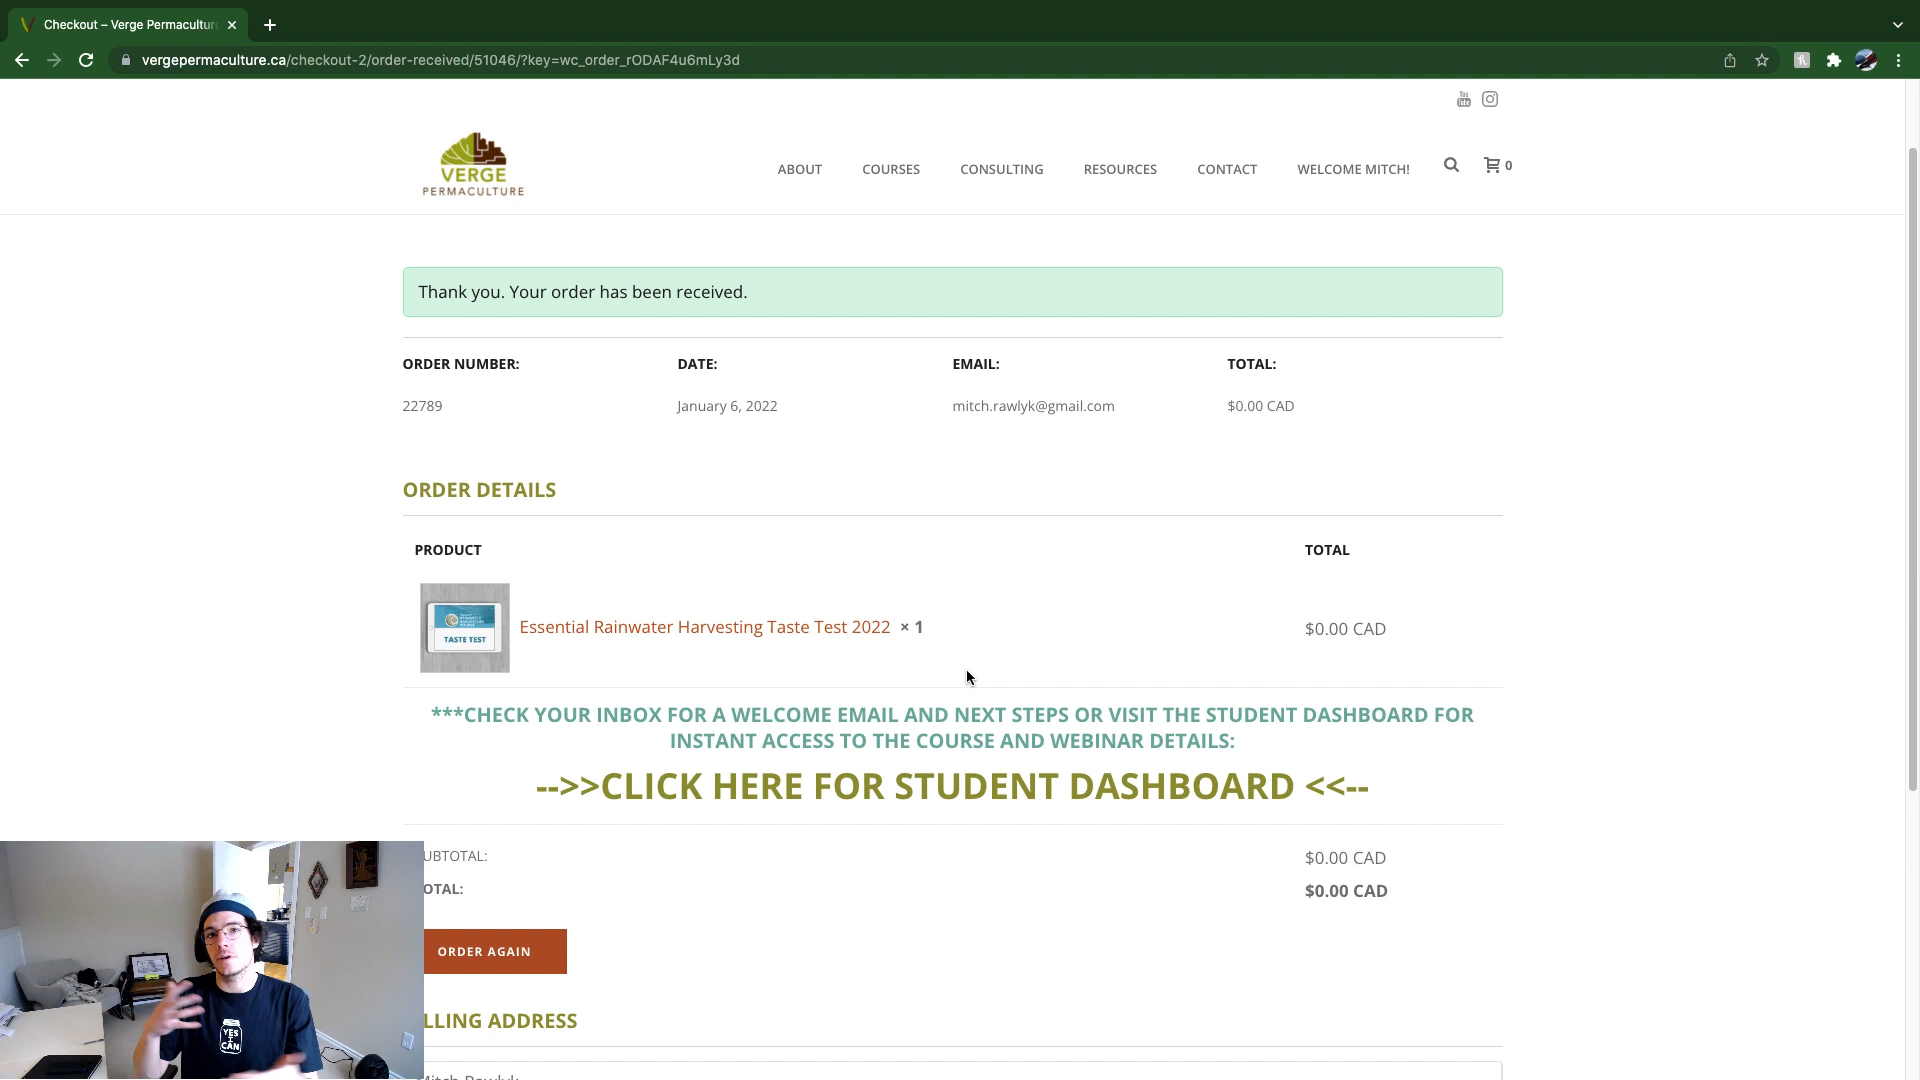 Checkout – Verge Permacultur
vergepermaculture.ca/checkout-2/order-received/51046/?key=wc_order_rODAF4u6mLy3d
You
VERGE
PERMACULTURE
ABOUT COURSES CONSULTING RESOURCES CONTACT WELCOME MITCH! 0
Thank you. Your order has been received.
ORDER NUMBER: DATE: EMAIL: TOTAL:
22789 January 6, 2022 mitch.rawlyk@gmail.com $0.00 CAD
ORDER DETAILS
PRODUCT TOTAL
TASTE TEST
Essential Rainwater Harvesting Taste Test 2022 × 1 $0.00 CAD
***CHECK YOUR INBOX FOR A WELCOME EMAIL AND NEXT STEPS OR VISIT THE STUDENT DASHBOARD FOR
INSTANT ACCESS TO THE COURSE AND WEBINAR DETAILS:
-->>CLICK HERE FOR STUDENT DASHBOARD <<--
UBTOTAL: $0.00 CAD
OTAL: $0.00 CAD
ORDER AGAIN
LLING ADDRESS
YES
I
CAN